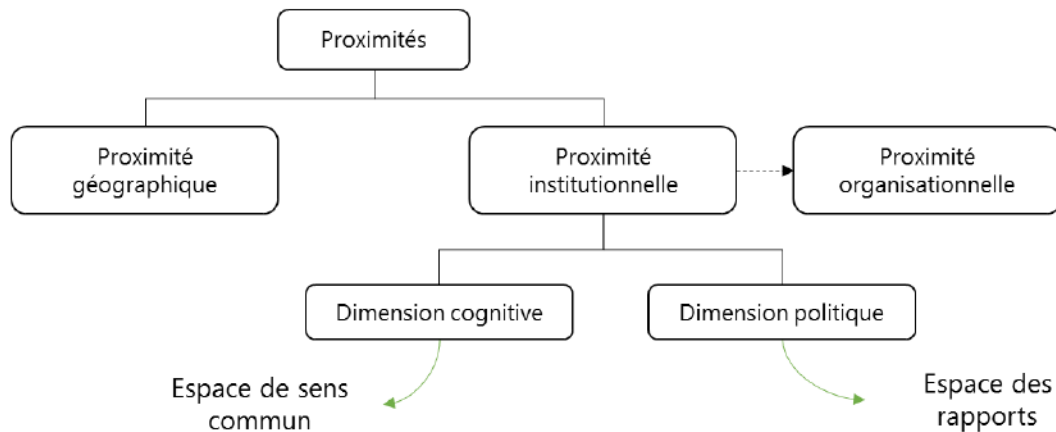 Proximités
Proximité
géographique
Proximité
institutionnelle
Proximité
organisationnelle
Dimension cognitive
Dimension politique
Espace de sens
commun
Espace des
rapports